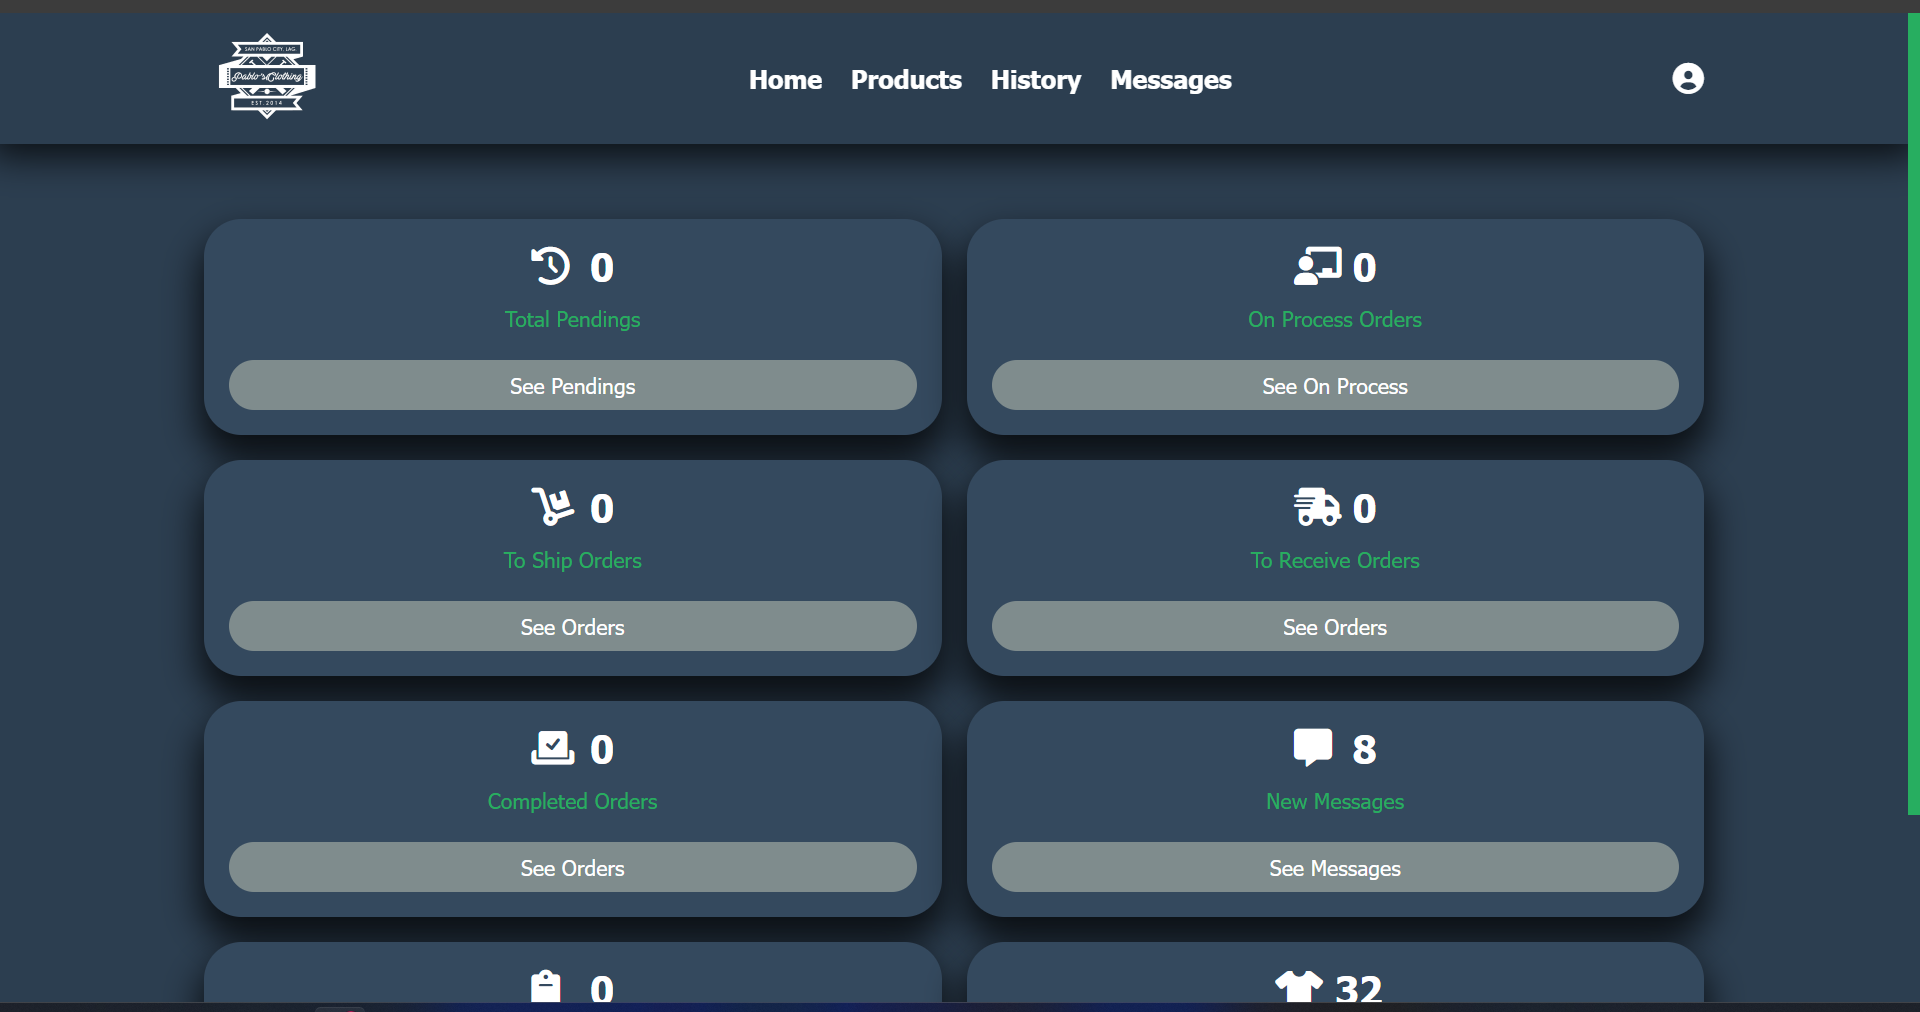 SAN PABLO CITY, LAG
Pablo's Clothing
EST. 2014
Home Products History Messages
0
Total Pendings
See Pendings
0
On Process Orders
See On Process
0
To Ship Orders
See Orders
0
To Receive Orders
See Orders
0
Completed Orders
See Orders
8
New Messages
See Messages
0
32